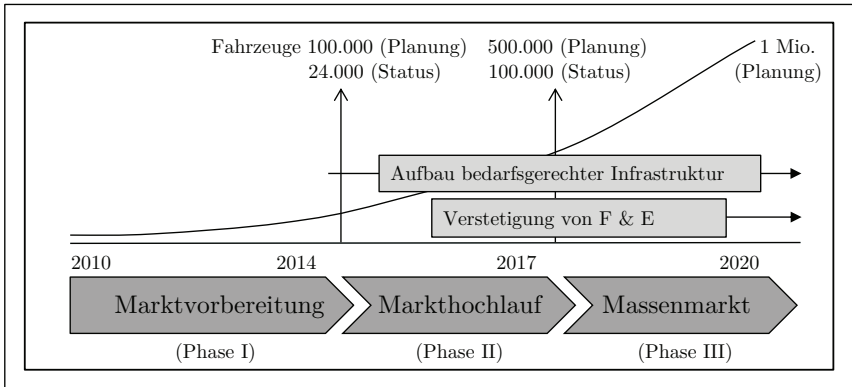 Fahrzeuge 100.000 (Planung)
24.000 (Status)
500.000 (Planung)
100.000 (Status)
1 Mio.
(Planung)
Aufbau bedarfsgerechter Infrastruktur
Verstetigung von F & E
2010
2014
2017
2020
Marktvorbereitung
Markthochlauf
Massenmarkt
(Phase I)
(Phase II)
(Phase III)